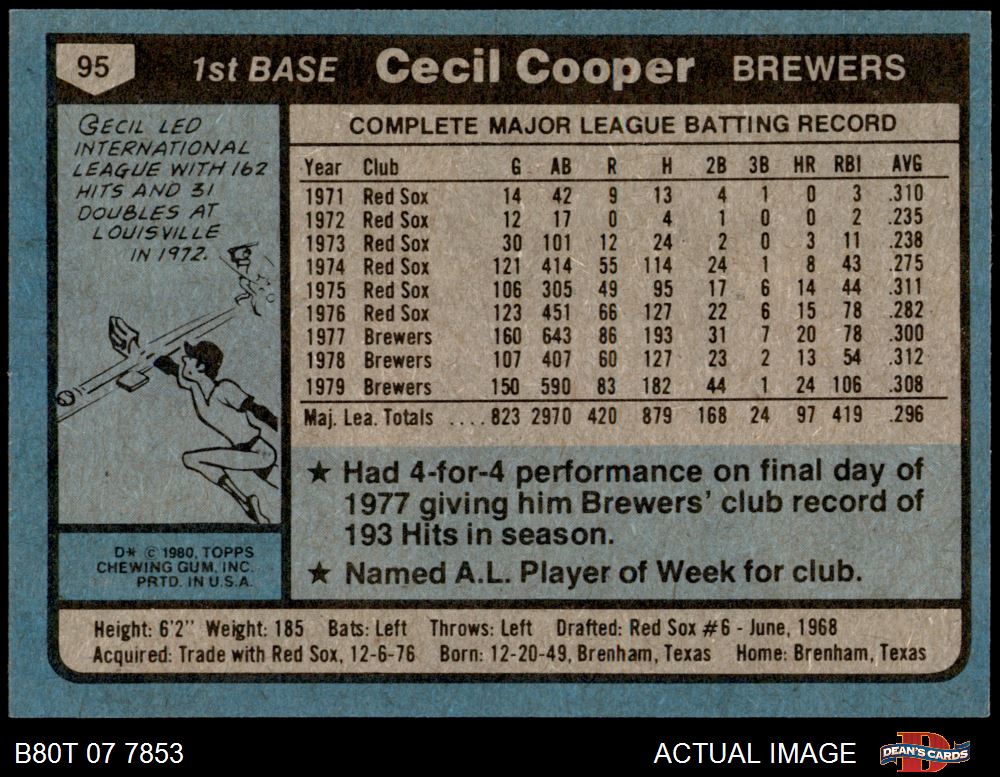 95 1st BASE Cecil Cooper BREWERS
CECIL LED
INTERNATIONAL
LEAGUE WITH 162
HITS AND 31
DOUBLES AT
LOUISVILLE
IN 1972.
D* © 1980, TOPPS
CHEWING GUM, INC.
PRTD. IN U.S.A.
COMPLETE MAJOR LEAGUE BATTING RECORD
Year Club G AB R H 2B 3B HR RBI AVG
1971 Red Sox 14 42 9 13 4 1 0 3 .310
1972 Red Sox 12 17 0 4 1 0 0 2 .235
1973 Red Sox 30 101 12 24 2 0 3 11 .238
1974 Red Sox 121 414 55 114 24 1 8 43 .275
1975 Red Sox 106 305 49 95 17 6 14 44 .311
1976 Red Sox 123 451 66 127 22 6 15 78 .282
1977 Brewers 160 643 86 193 31 7 20 78 .300
1978 Brewers 107 407 60 127 23 2 13 54 .312
1979 Brewers 150 590 83 182 44 1 24 106 .308
Maj. Lea. Totals ....823 2970 420 879 168 24 97 419 .296
★ Had 4-for-4 performance on final day of
1977 giving him Brewers' club record of
193 Hits in season.
★ Named A.L. Player of Week for club.
Height: 6'2" Weight: 185 Bats: Left Throws: Left Drafted: Red Sox #6 - June, 1968
Acquired: Trade with Red Sox, 12-6-76 Born: 12-20-49, Brenham, Texas Home: Brenham, Texas
B80T 07 7853 ACTUAL IMAGE DEAN'S CARDS